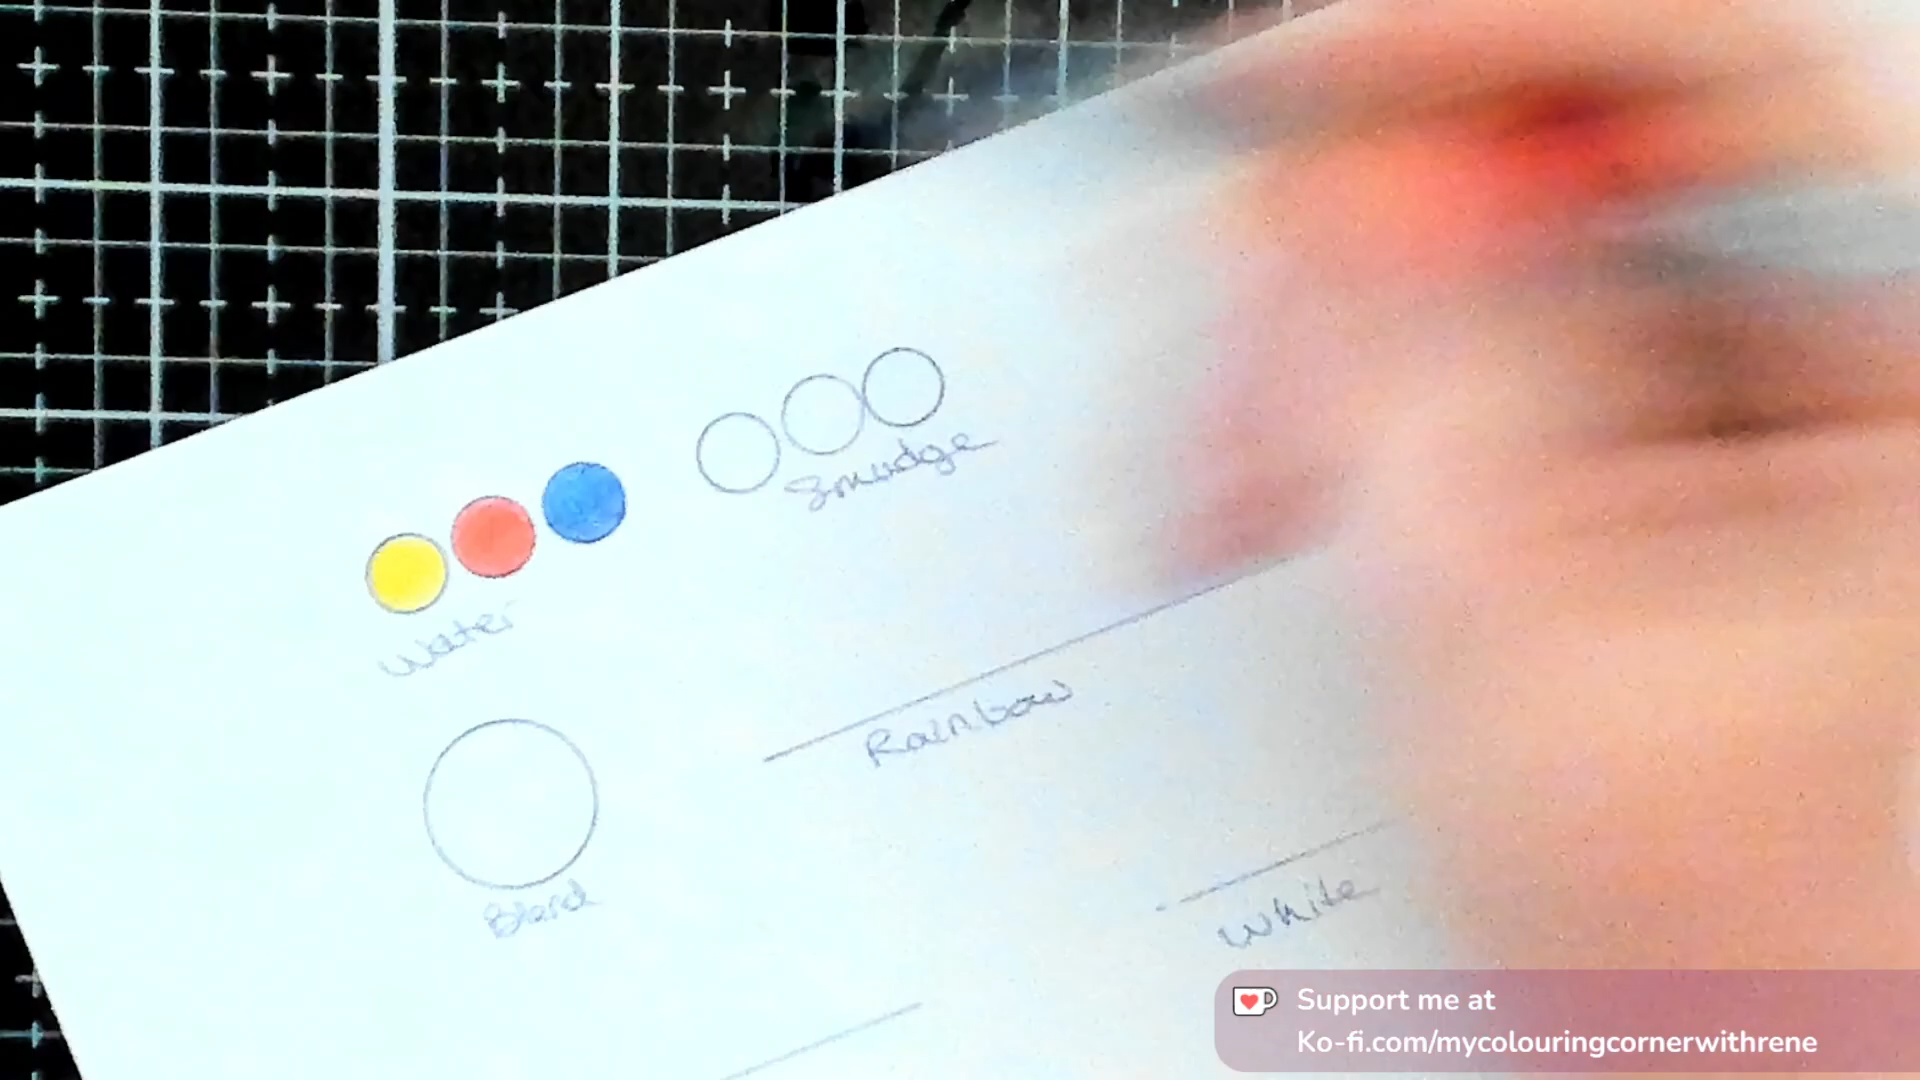 Smudge
Water
Rainbow
Blend
White
Support me at
Ko-fi.com/mycolouringcornerwithrene